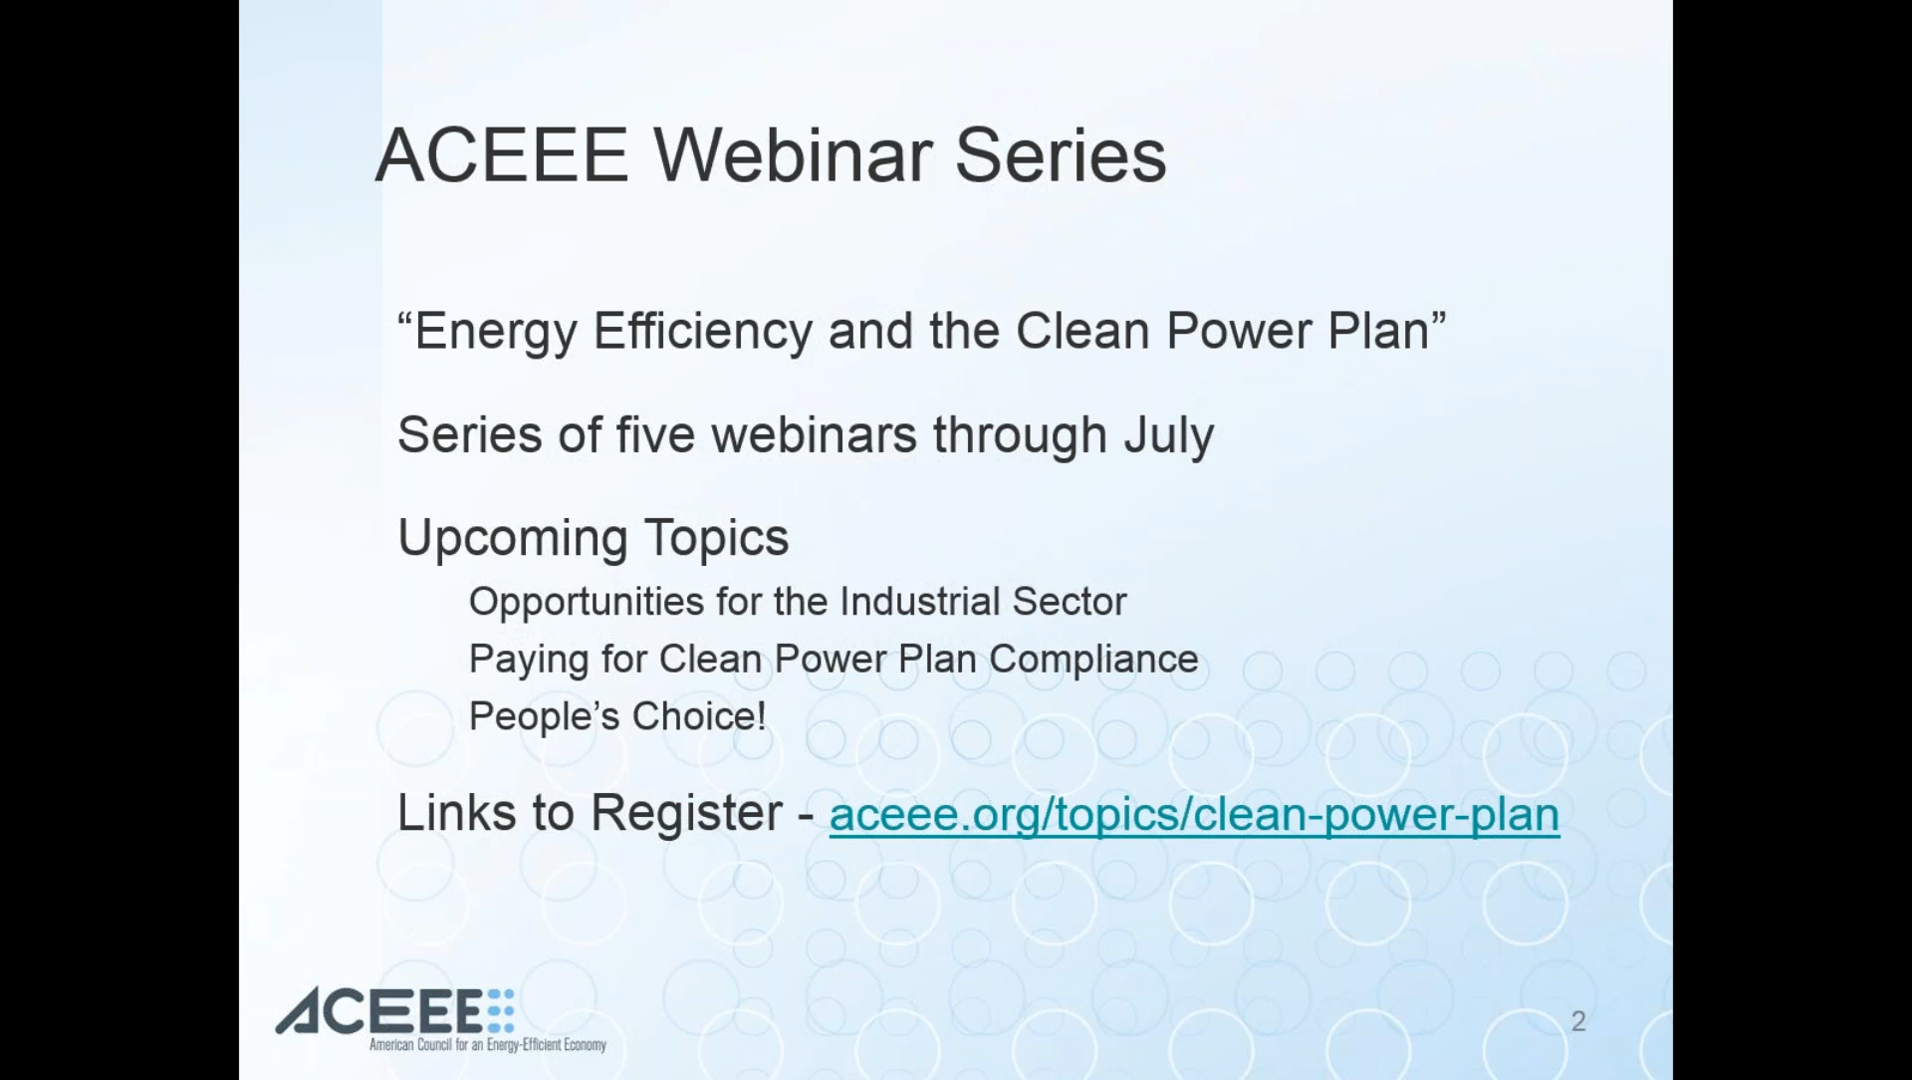 ACEEE Webinar Series
“Energy Efficiency and the Clean Power Plan”
Series of five webinars through July
Upcoming Topics
Opportunities for the Industrial Sector
Paying for Clean Power Plan Compliance
People’s Choice!
Links to Register - aceee.org/topics/clean-power-plan
ACEEE
American Council for an Energy-Efficient Economy
2